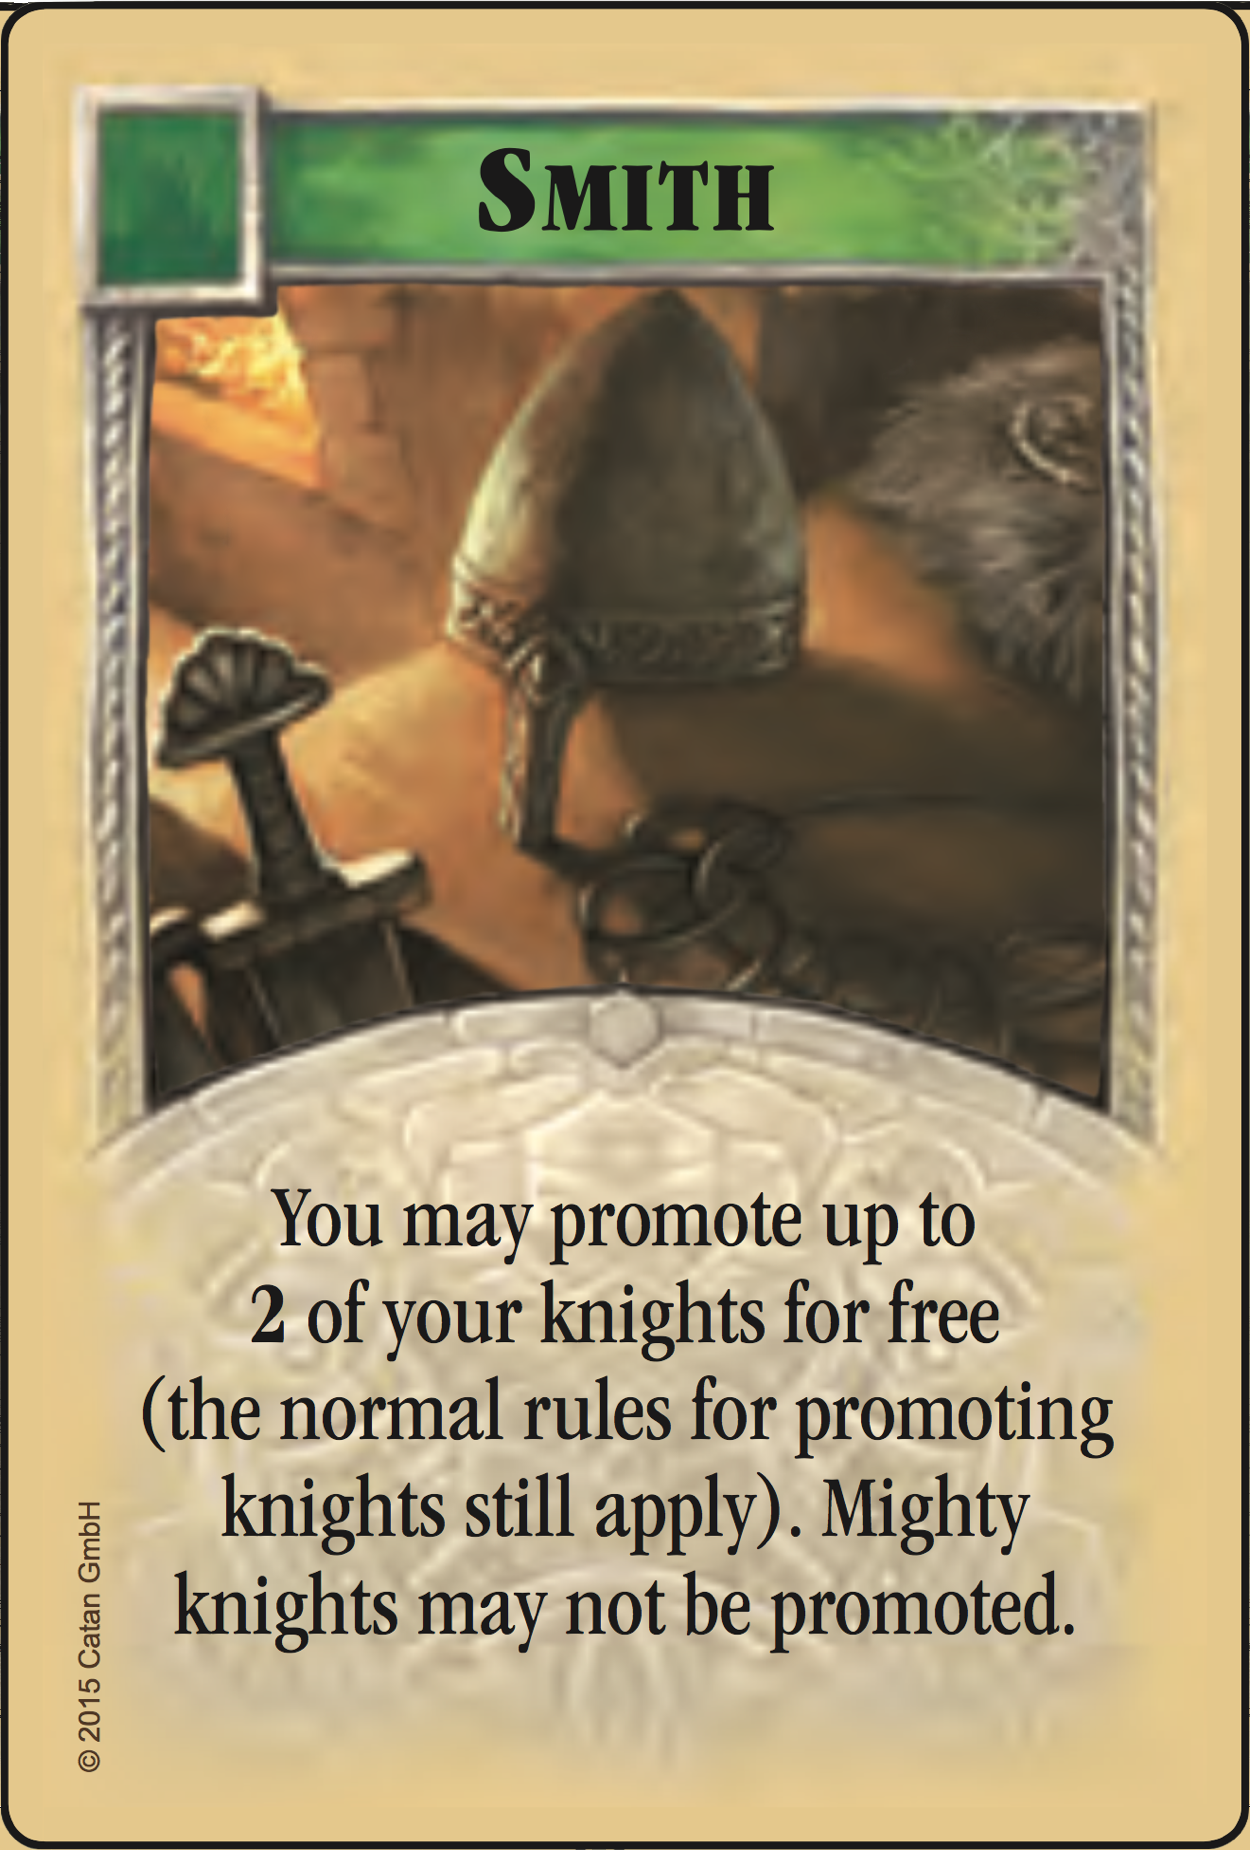 SMITH
You may promote up to
2 of your knights for free
(the normal rules for promoting
knights still apply). Mighty
knights may not be promoted.
© 2015 Catan GmbH